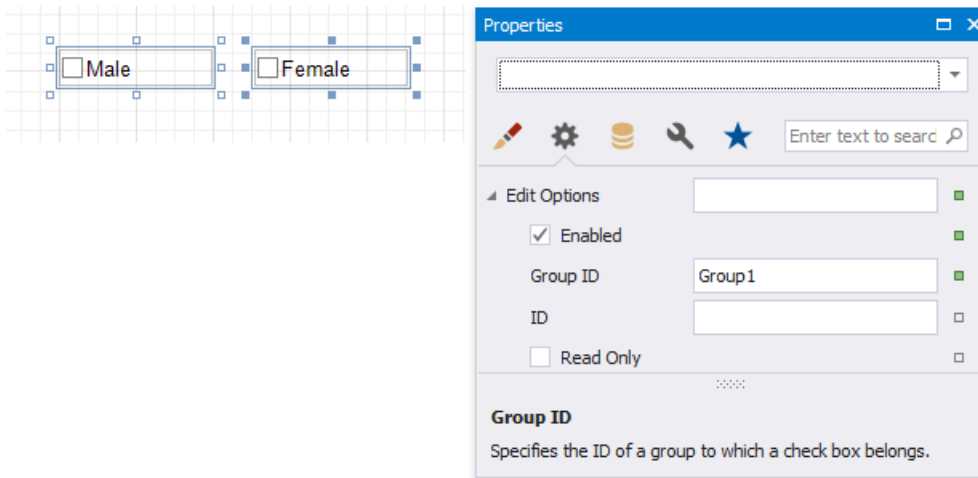 Male
Female
Properties
Enter text to searc
Edit Options
Enabled
Group ID Group1
ID
Read Only
Group ID
Specifies the ID of a group to which a check box belongs.